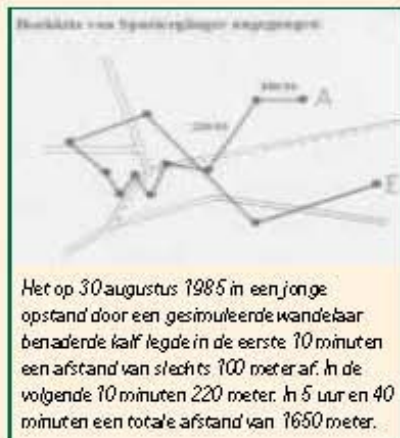 A
E
Het op 30 augustus 1985 in een jonge
opstand door een gesimuleerde wandelaar
benaderde kalf legde in de eerste 10 minuten
een afstand van slechts 100 meter af. In de
volgende 10 minuten 220 meter. In 5 uur en 40
minuten een totale afstand van 1650 meter.